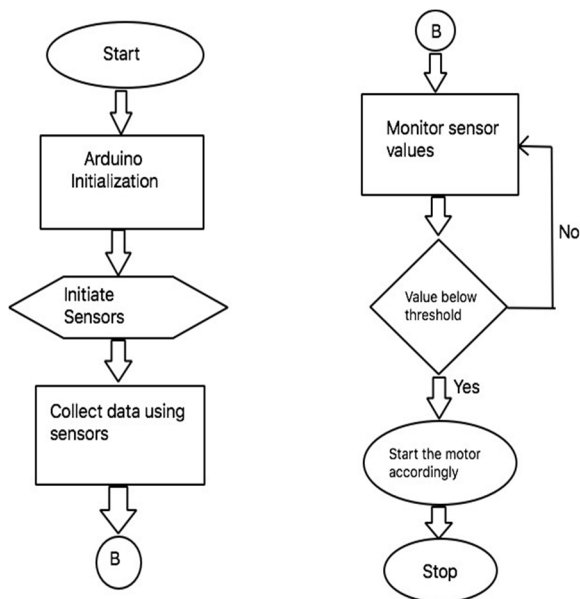 Start
Arduino
Initialization
Initiate
Sensors
Collect data using
sensors
B
B
Monitor sensor
values
No
Value below
threshold
Yes
Start the motor
accordingly
Stop